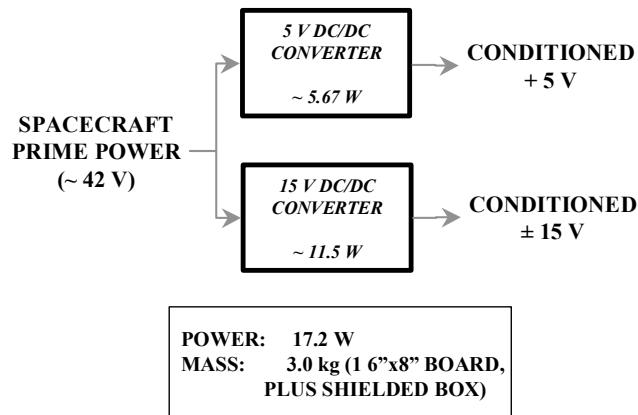 5 V DC/DC
CONVERTER
~ 5.67 W
CONDITIONED
+ 5 V
SPACECRAFT
PRIME POWER
(~ 42 V)
15 V DC/DC
CONVERTER
~ 11.5 W
CONDITIONED
± 15 V
POWER: 17.2 W
MASS: 3.0 kg (1 6”x8” BOARD,
PLUS SHIELDED BOX)